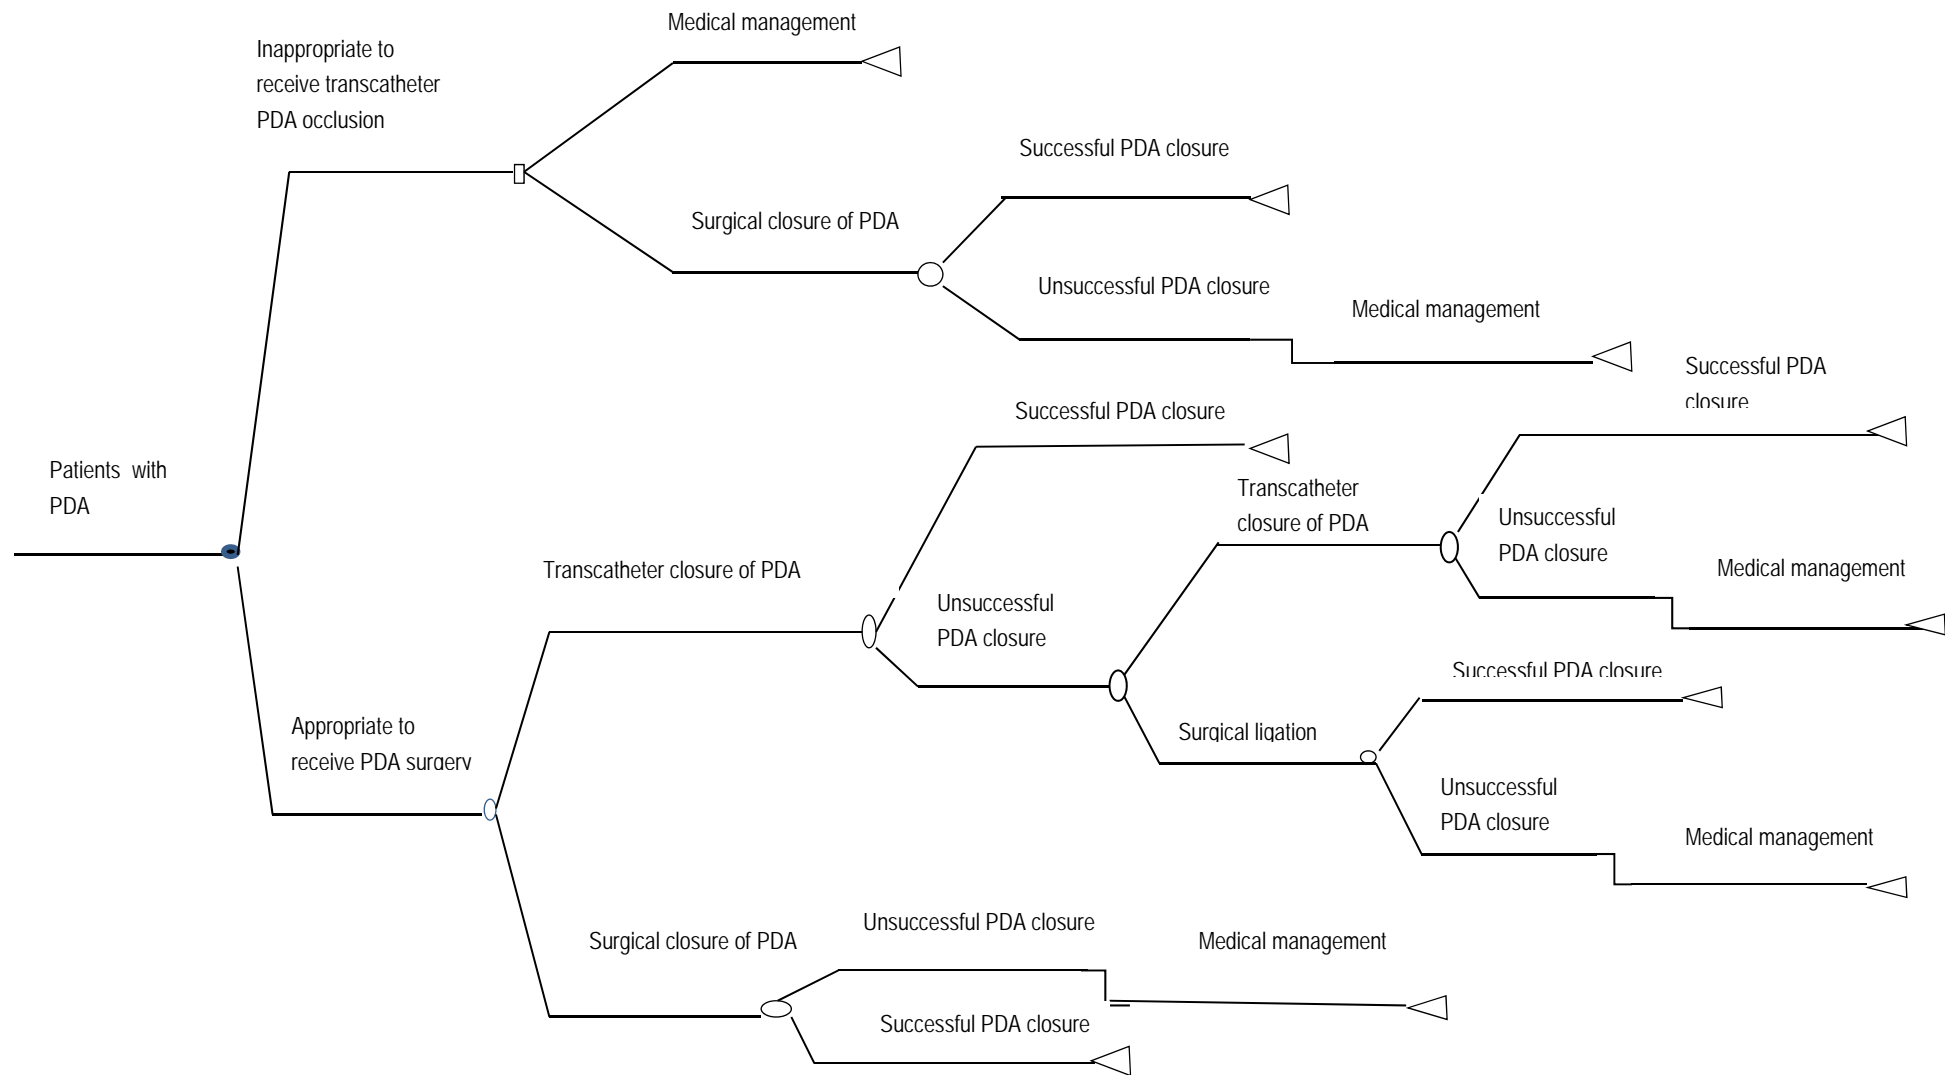 Medical management
Inappropriate to
receive transcatheter
PDA occlusion
Successful PDA closure
Surgical closure of PDA
Unsuccessful PDA closure
Medical management
Successful PDA
closure
Successful PDA closure
Patients with
PDA
Transcatheter
closure of PDA
Unsuccessful
PDA closure
Transcatheter closure of PDA
Medical management
Unsuccessful
PDA closure
Successful PDA closure
Appropriate to
receive PDA surgery
Surgical ligation
Unsuccessful
PDA closure
Medical management
Unsuccessful PDA closure
Surgical closure of PDA
Medical management
Successful PDA closure